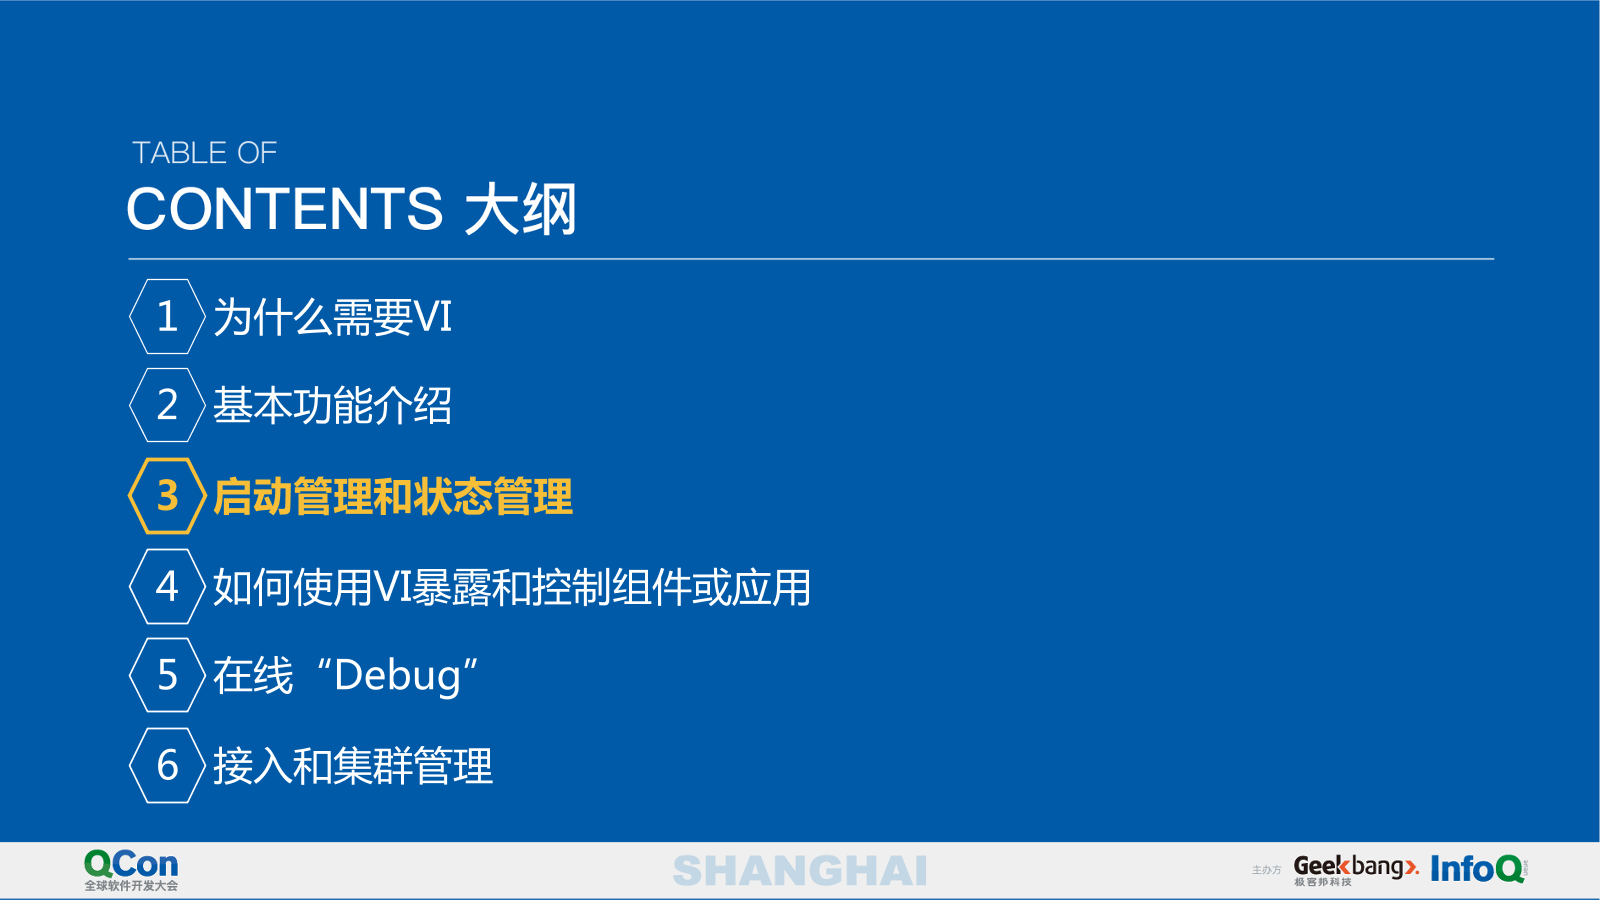 TABLE OF
CONTENTS 大纲
1 为什么需要VI
2 基本功能介绍
3 启动管理和状态管理
4 如何使用VI暴露和控制组件或应用
5 在线“Debug”
6 接入和集群管理
QCon
全球软件开发大会
SHANGHAI
主办方
Geekbang>.
极客邦科技
InfoQ